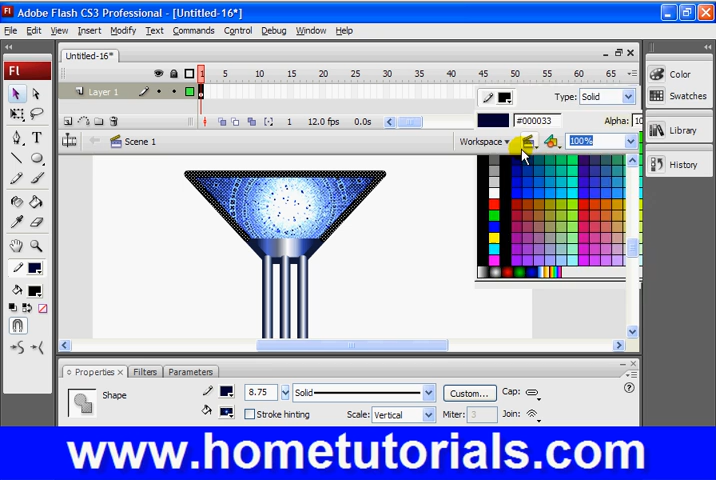 Adobe Flash CS3 Professional - [Untitled-16*]
File Edit View Insert Modify Text Commands Control Debug Window Help
Untitled-16*
1 5 10 15 20 25 30 35 40 45 50 55 60 65
Layer 1
Type: Solid
#000033 Alpha: 10
1 12.0 fps 0.0s
Scene 1 Workspace 100%
Fl
Color
Swatches
Library
History
Properties × Filters Parameters
Shape 8.75 Solid Custom... Cap:
Stroke hinting Scale: Vertical Miter: 3 Join:
www.hometutorials.com